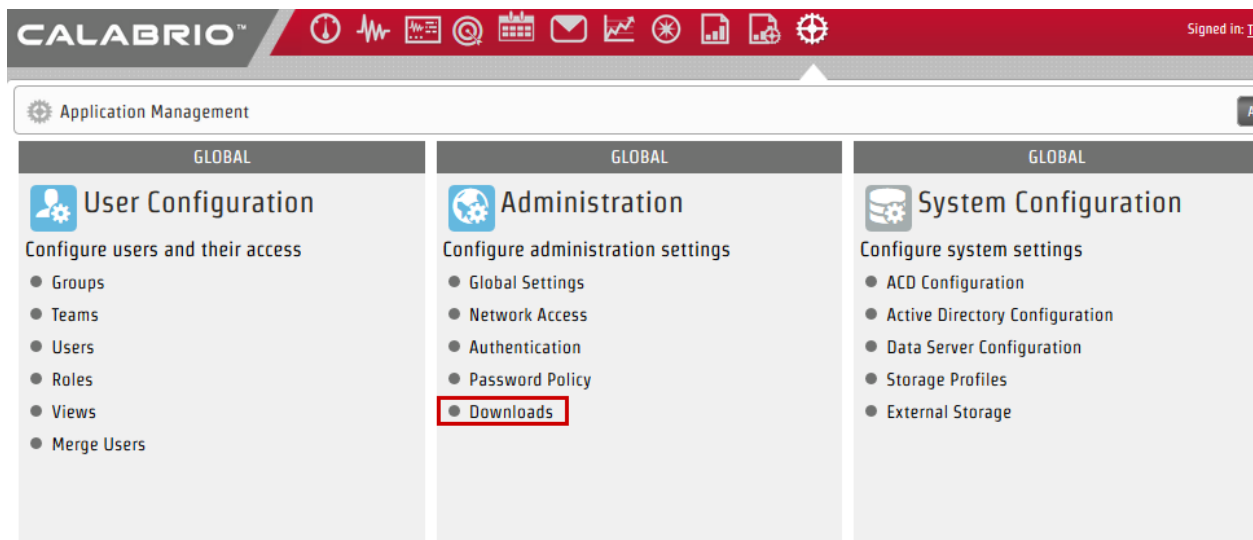 CALABRIO™
Signed in: T
Application Management
A
GLOBAL
User Configuration
Configure users and their access
Groups
Teams
Users
Roles
Views
Merge Users
GLOBAL
Administration
Configure administration settings
Global Settings
Network Access
Authentication
Password Policy
Downloads
GLOBAL
System Configuration
Configure system settings
ACD Configuration
Active Directory Configuration
Data Server Configuration
Storage Profiles
External Storage